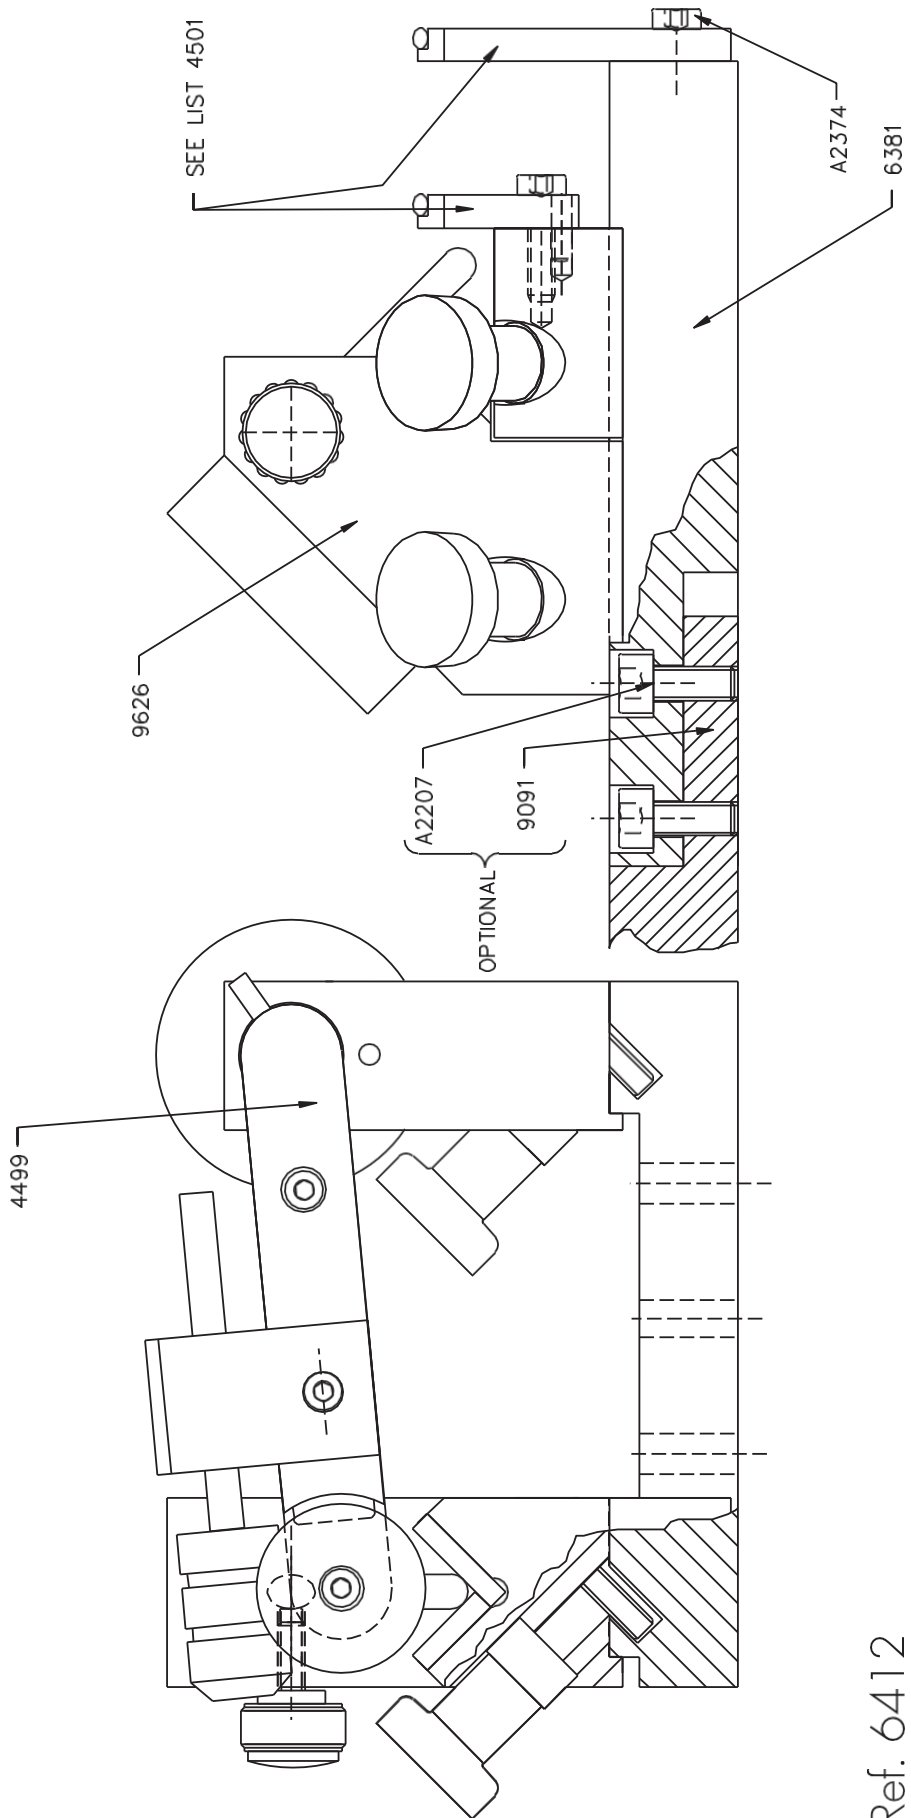 SEE LIST 4501
A2374
6381
9626
A2207
9091
OPTIONAL
4499
Ref. 6412